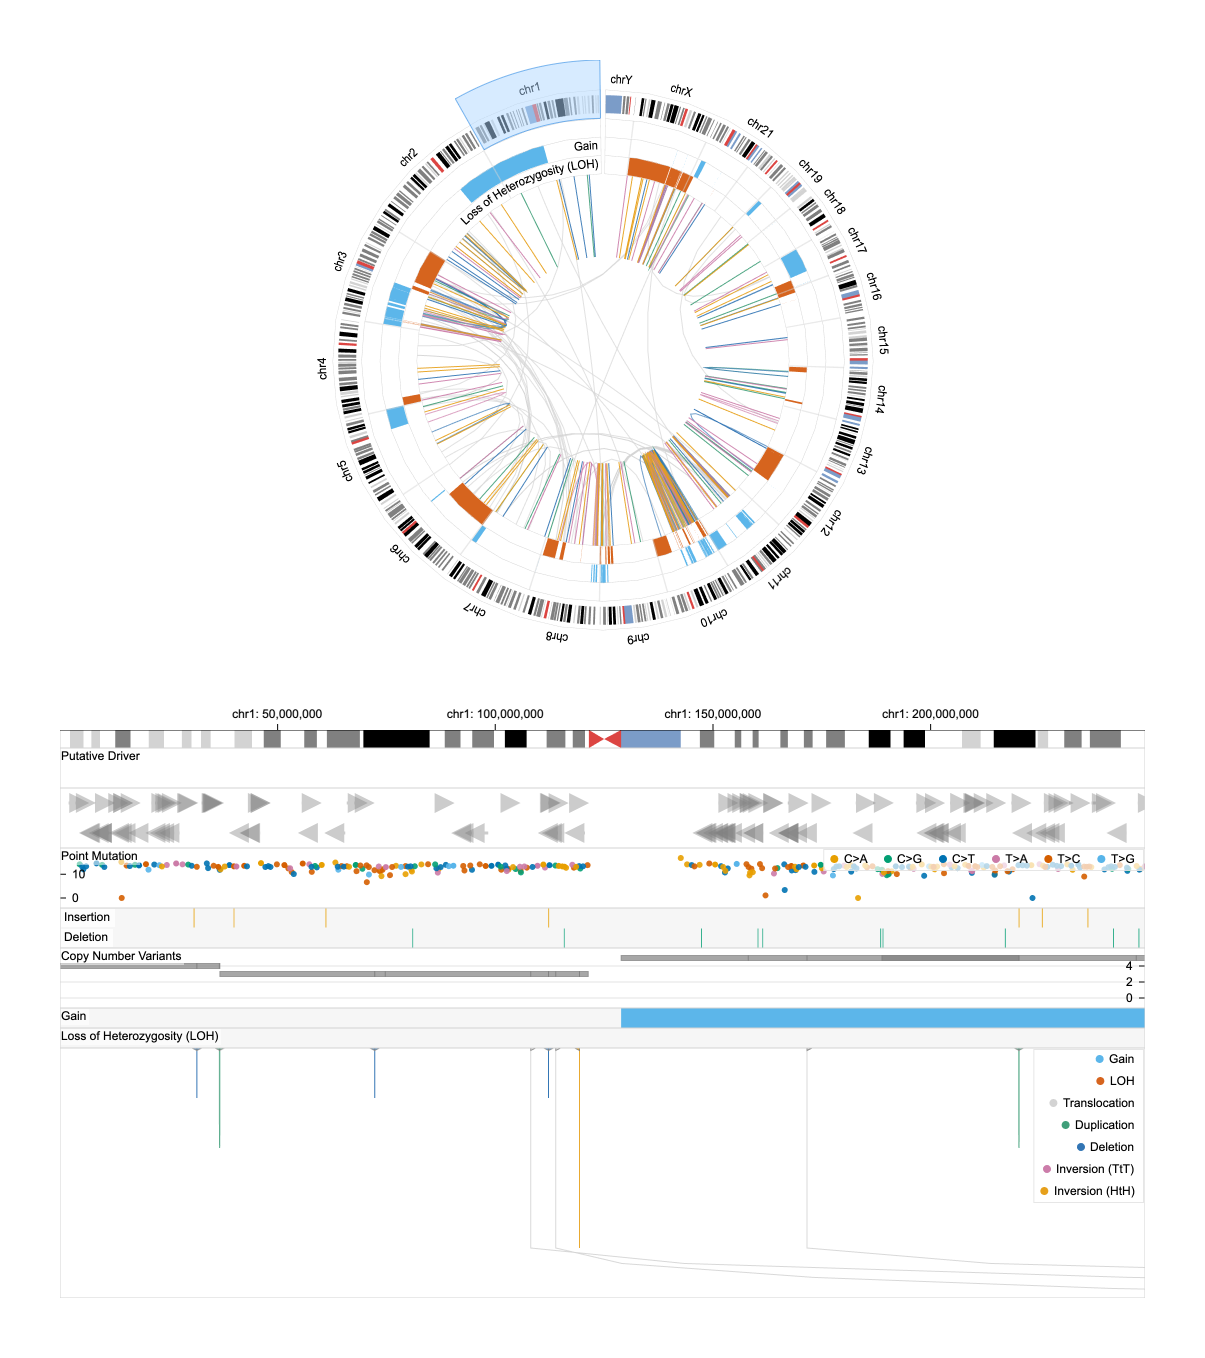 chr1
chrY
chrX
chr21
chr19
chr18
chr17
chr16
chr15
chr14
chr13
chr12
chr11
chr10
chr9
chr8
chr7
chr6
chr5
chr4
chr3
chr2
Gain
Loss of Heterozygosity (LOH)
chr1: 50,000,000 chr1: 100,000,000 chr1: 150,000,000 chr1: 200,000,000
Putative Driver
Point Mutation
C>A C>G C>T T>A T>C T>G
10
0
Insertion
Deletion
Copy Number Variants
4
2
0
Gain
Loss of Heterozygosity (LOH)
Gain
LOH
Translocation
Duplication
Deletion
Inversion (TtT)
Inversion (HtH)